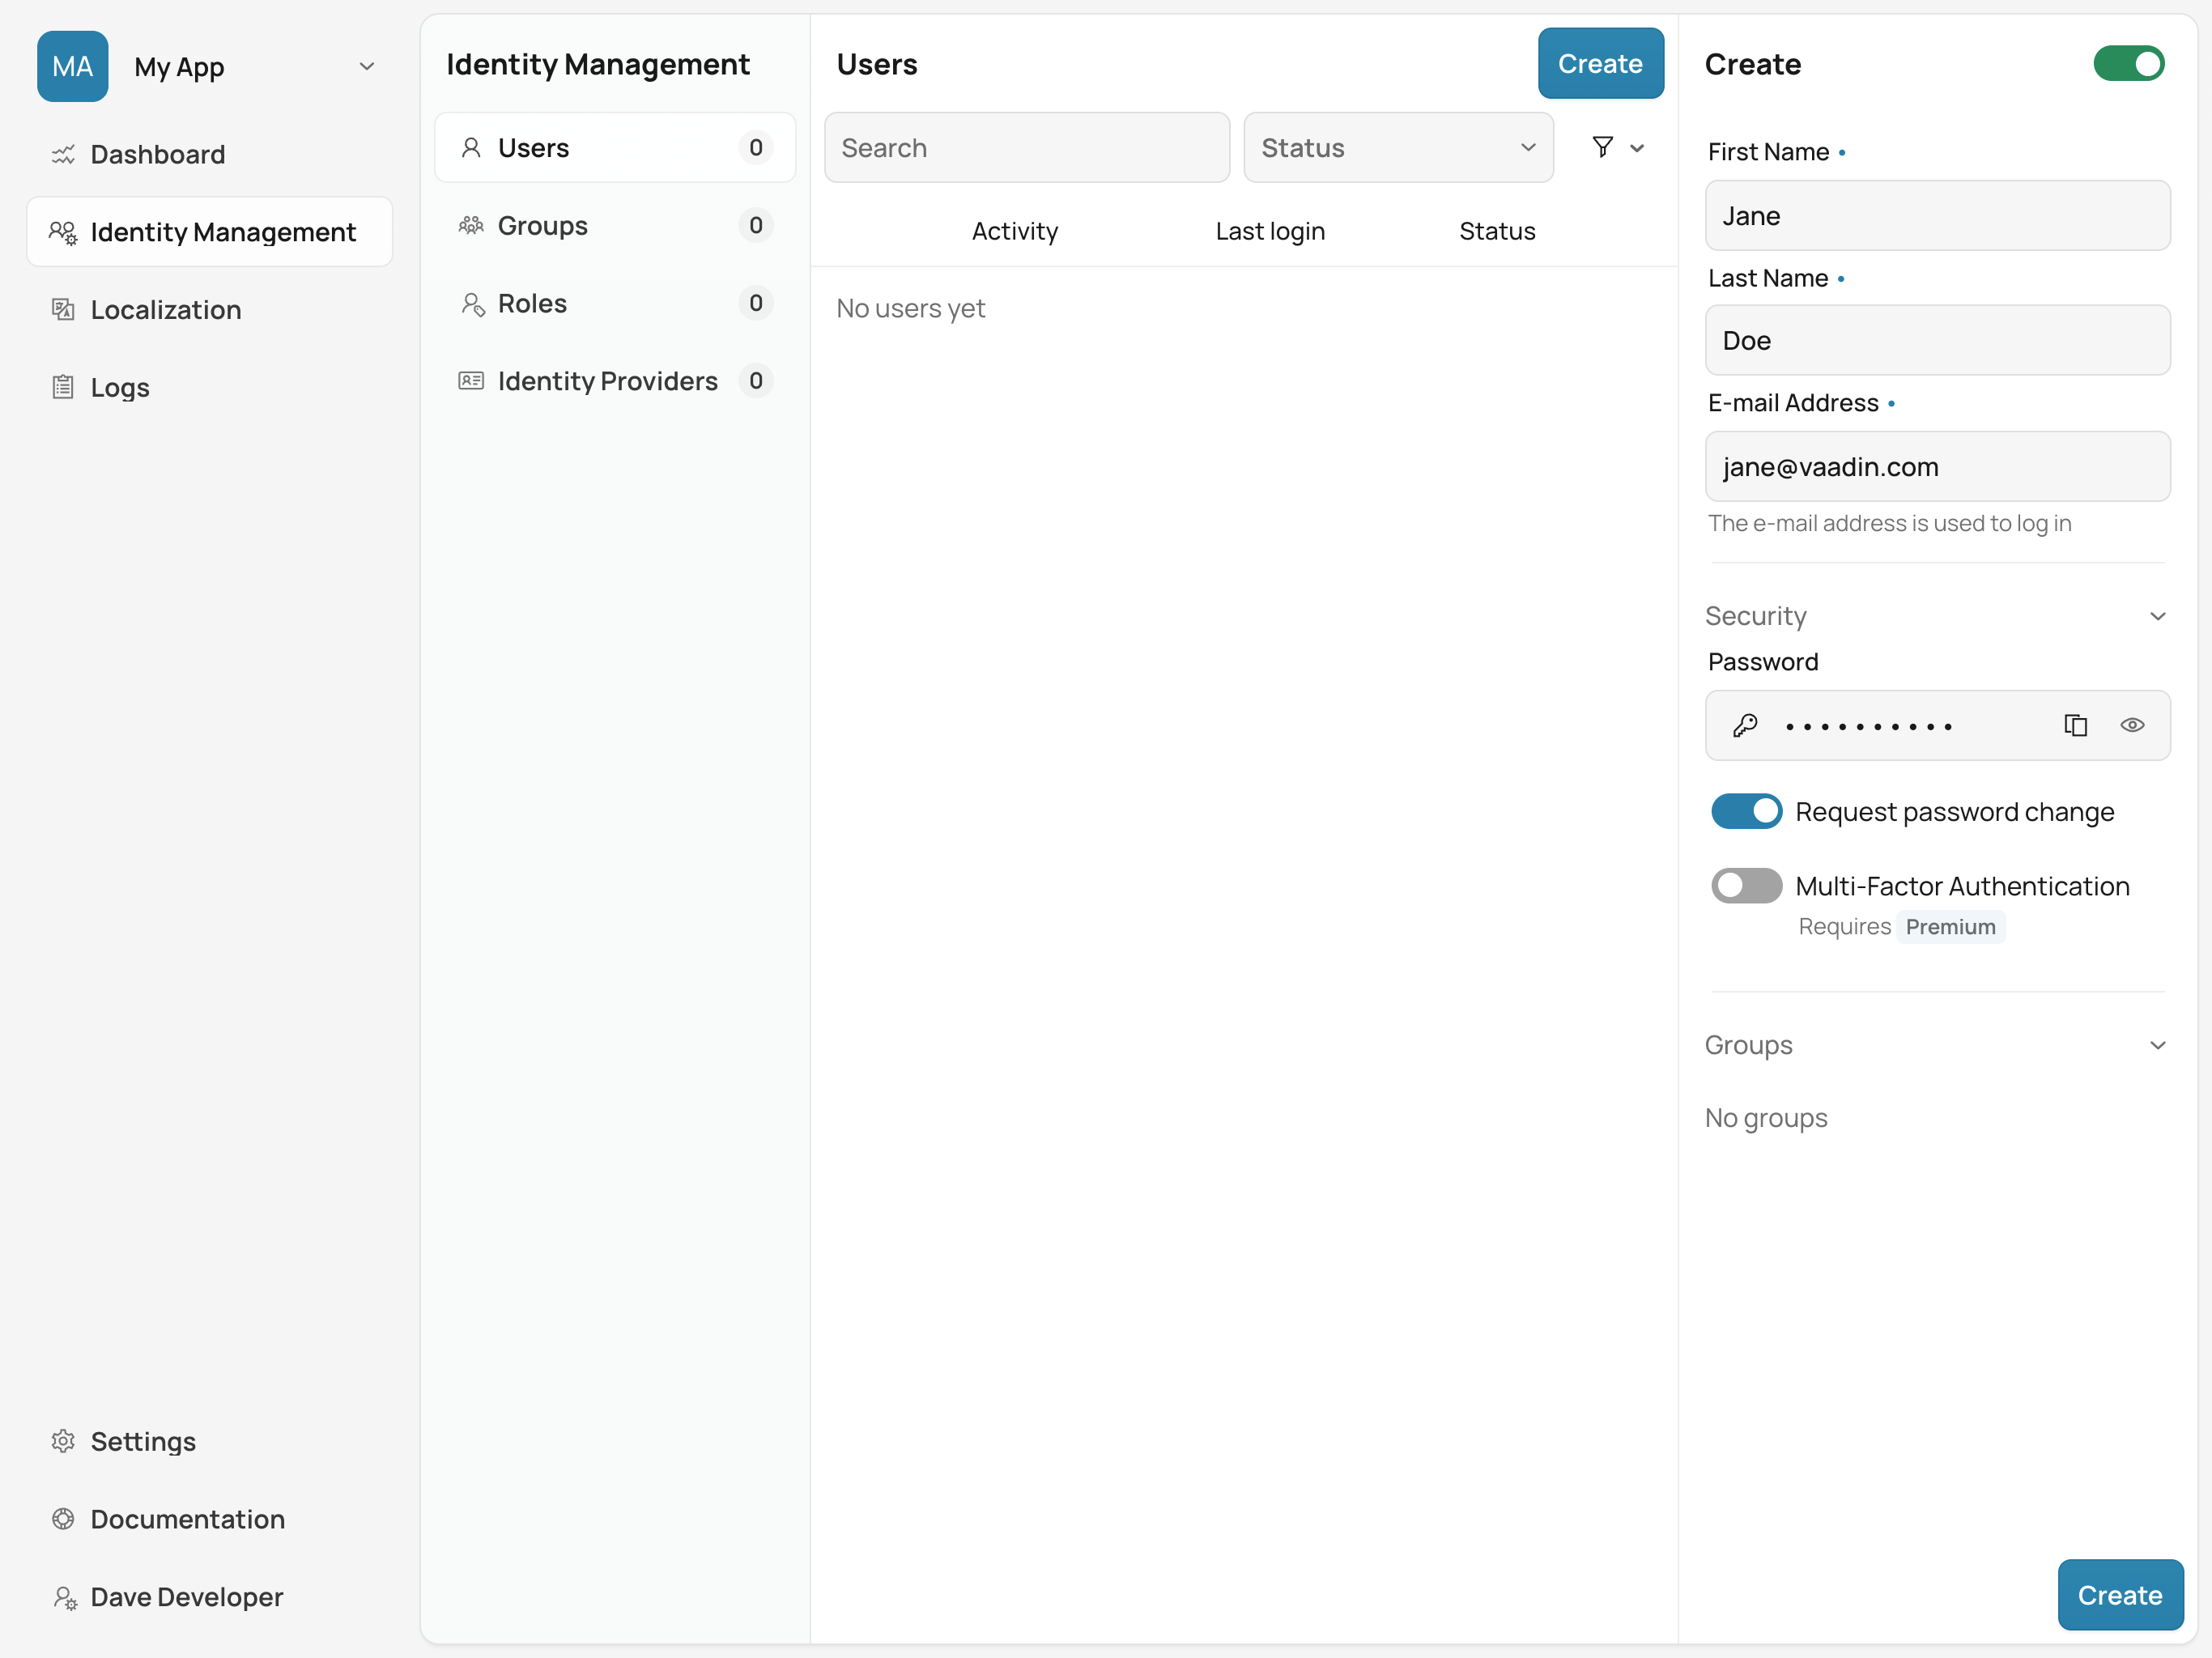 MA
My App
Dashboard
Identity Management
Localization
Logs
Settings
Documentation
Dave Developer
Identity Management
Users 0
Groups 0
Roles 0
Identity Providers 0
Users
Create
Search
Status
Activity Last login Status
No users yet
Create
First Name •
Jane
Last Name •
Doe
E-mail Address •
jane@vaadin.com
The e-mail address is used to log in
Security
Password
••••••••••
Request password change
Multi-Factor Authentication
Requires Premium
Groups
No groups
Create